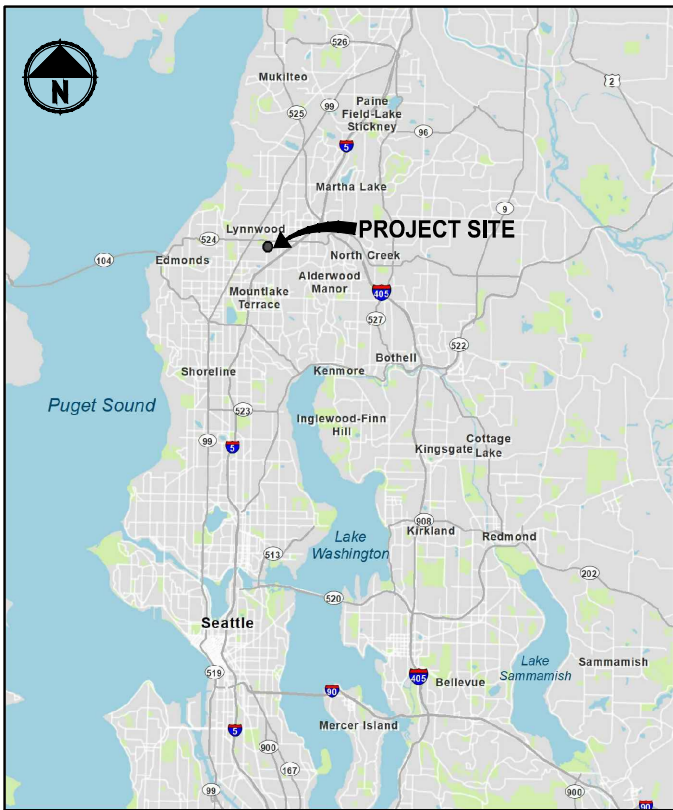 526
2
Mukilteo
99
Paine
Field-Lake
Stickney
525
96
5
Martha Lake
9
Lynnwood
PROJECT SITE
524
104
Edmonds
North Creek
Alderwood
Manor
Mountlake
Terrace
405
527
522
Bothell
Shoreline
Kenmore
Puget Sound
523
Inglewood-Finn
Hill
99
5
Cottage
Lake
Kingsgate
908
Kirkland
Lake
Washington
Redmond
513
202
520
Seattle
519
Lake
Sammamish
Sammamish
405
Bellevue
90
Mercer Island
5
900
167
99
900
90
N